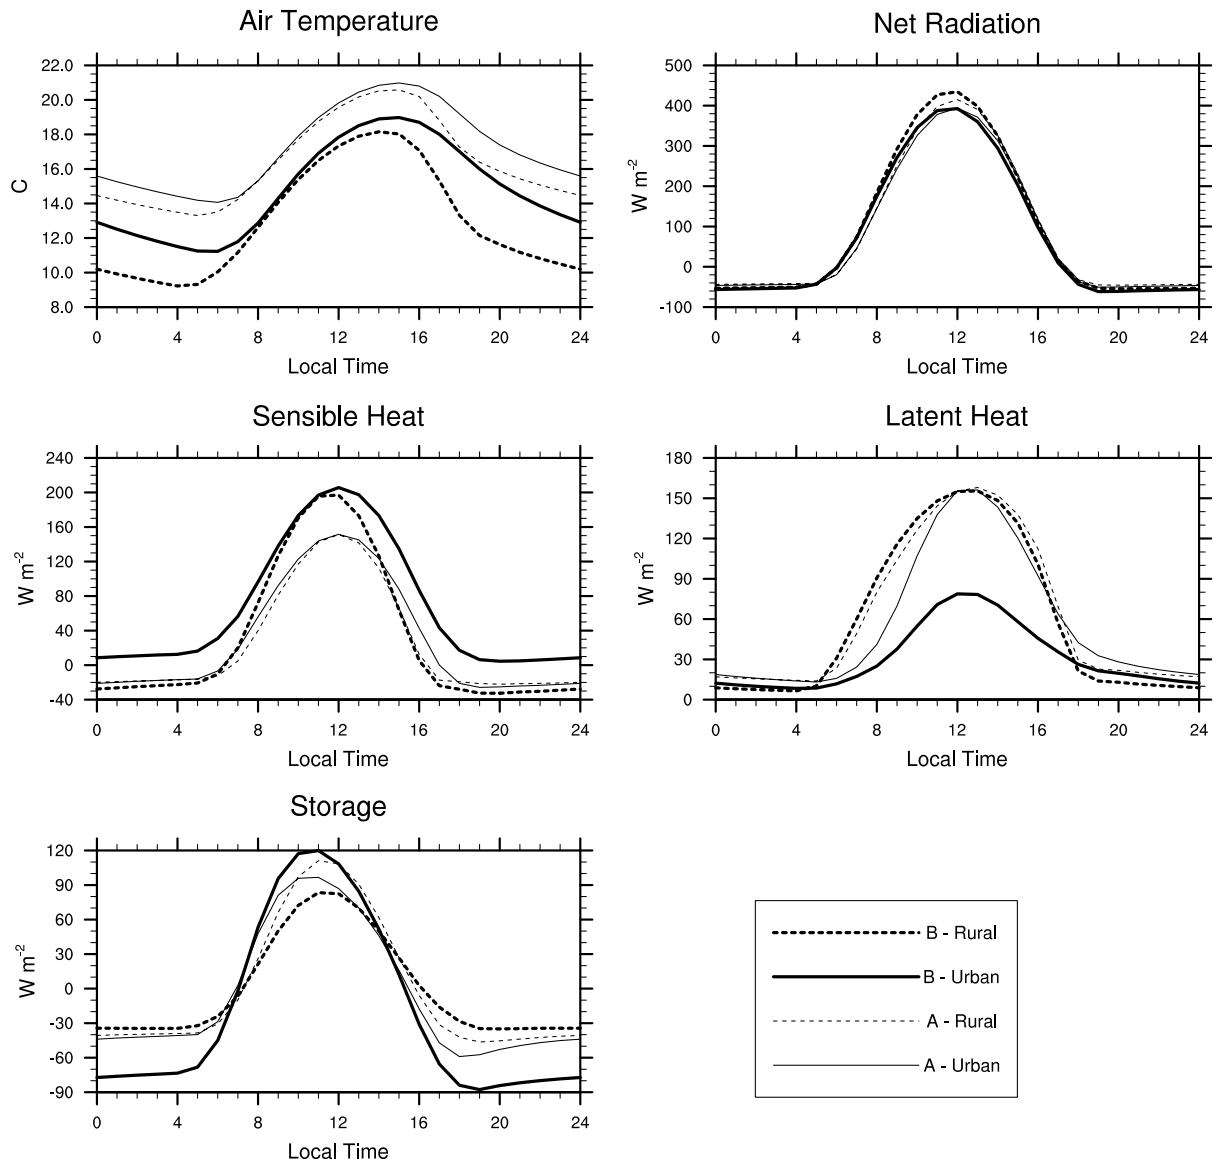 Air Temperature
22.0
20.0
18.0
16.0
14.0
12.0
10.0
8.0
C
0 4 8 12 16 20 24
Local Time
Net Radiation
500
400
300
200
100
0
-100
W m-2
0 4 8 12 16 20 24
Local Time
Sensible Heat
240
200
160
120
80
40
0
-40
W m-2
0 4 8 12 16 20 24
Local Time
Latent Heat
180
150
120
90
60
30
0
W m-2
0 4 8 12 16 20 24
Local Time
Storage
120
90
60
30
0
-30
-60
-90
W m-2
0 4 8 12 16 20 24
Local Time
B - Rural
B - Urban
A - Rural
A - Urban